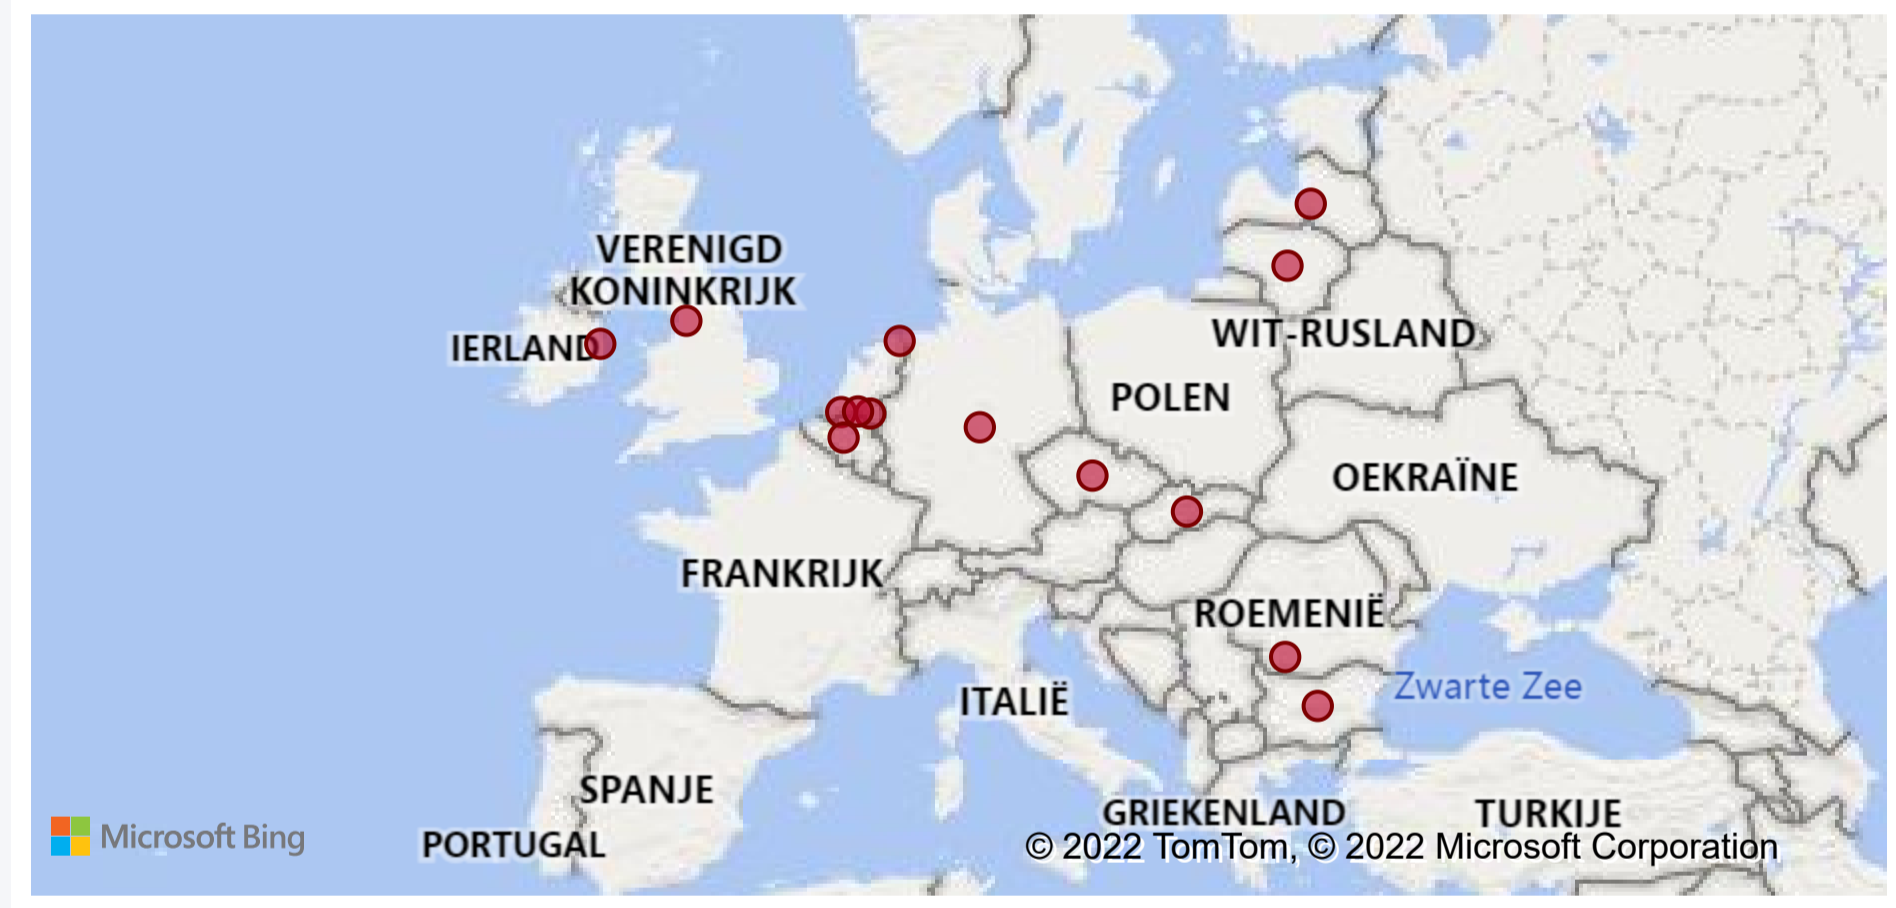 VERENIGD
KONINKRIJK
IERLAND
WIT-RUSLAND
POLEN
OEKRAÏNE
FRANKRIJK
ROEMENIË
Zwarte Zee
ITALIË
SPANJE
GRIEKENLAND
TURKIJE
PORTUGAL
Microsoft Bing
© 2022 TomTom, © 2022 Microsoft Corporation